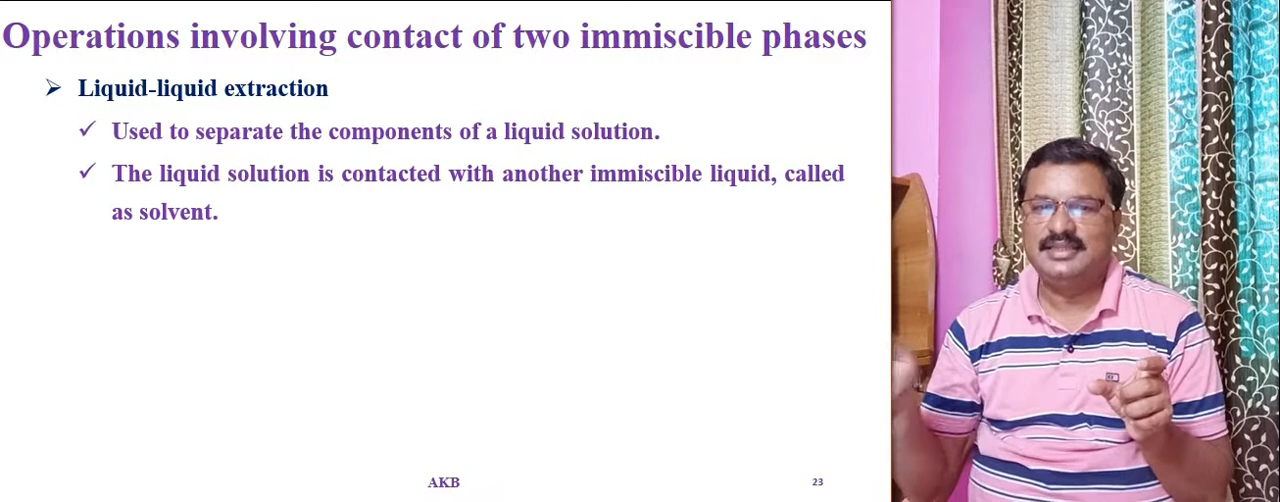 Operations involving contact of two immiscible phases
➢ Liquid-liquid extraction
✓ Used to separate the components of a liquid solution.
✓ The liquid solution is contacted with another immiscible liquid, called
as solvent.
AKB
23